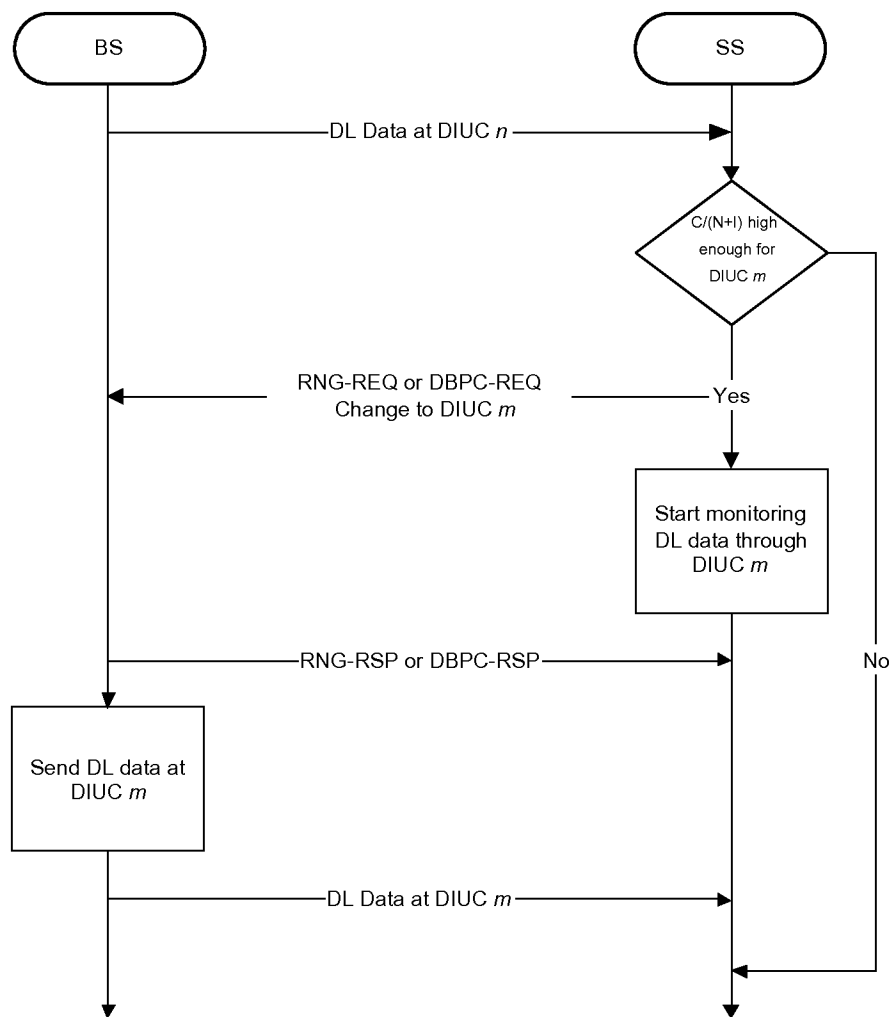 BS
SS
DL Data at DIUC n
C/(N+I) high
enough for
DIUC m
RNG-REQ or DBPC-REQ
Change to DIUC m
Yes
Start monitoring
DL data through
DIUC m
RNG-RSP or DBPC-RSP
No
Send DL data at
DIUC m
DL Data at DIUC m